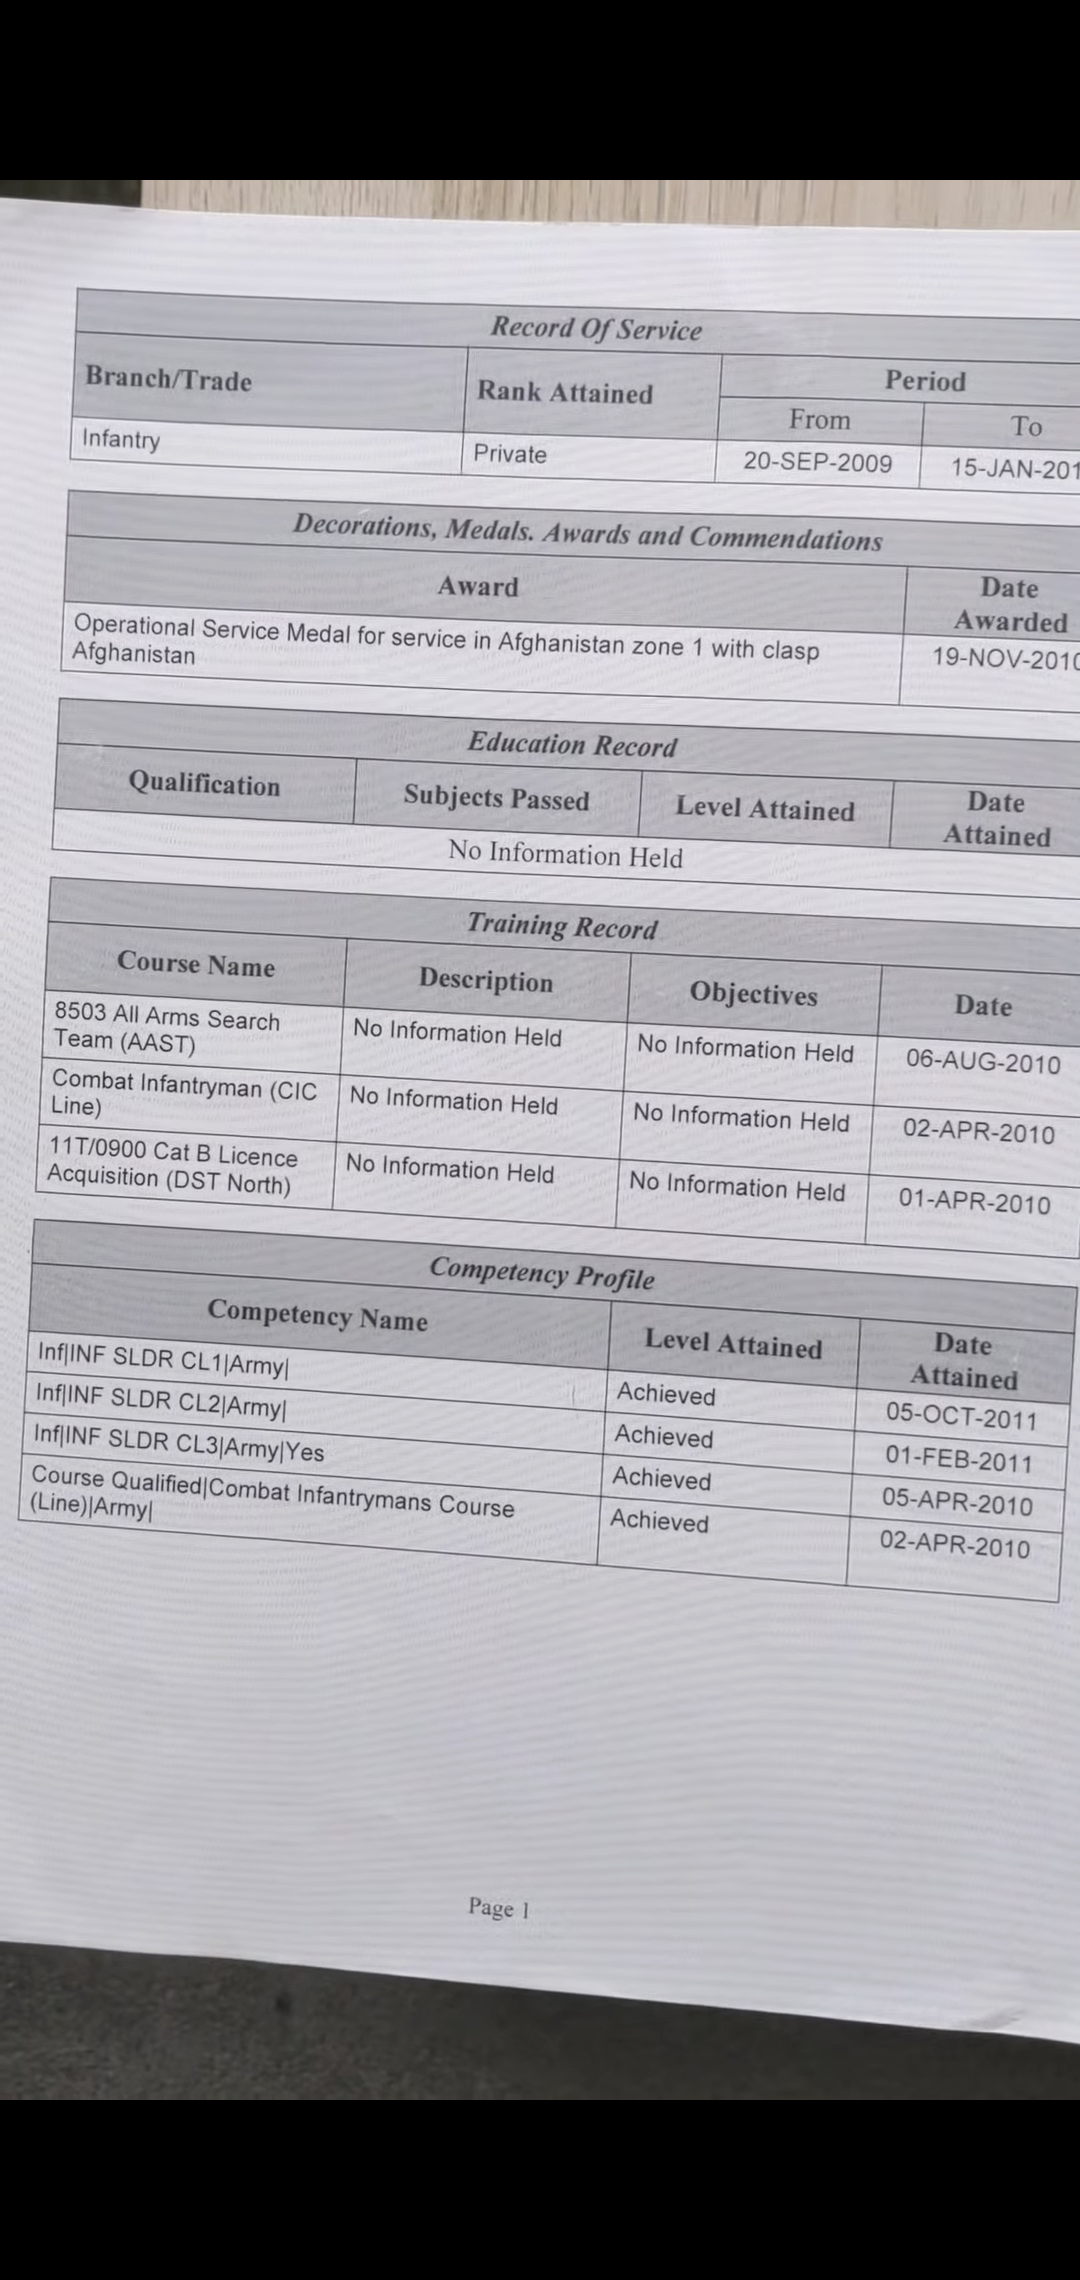 Record Of Service
Branch/Trade
Rank Attained
Period
From
To
Infantry
Private
20-SEP-2009
15-JAN-201
Decorations, Medals. Awards and Commendations
Award
Date
Awarded
Operational Service Medal for service in Afghanistan zone 1 with clasp
Afghanistan
19-NOV-2010
Education Record
Qualification
Subjects Passed
Level Attained
Date
Attained
No Information Held
Training Record
Course Name
Description
Objectives
Date
8503 All Arms Search
Team (AAST)
No Information Held
No Information Held
06-AUG-2010
Combat Infantryman (CIC
Line)
No Information Held
No Information Held
02-APR-2010
11T/0900 Cat B Licence
Acquisition (DST North)
No Information Held
No Information Held
01-APR-2010
Competency Profile
Competency Name
Level Attained
Date
Attained
Inf|INF SLDR CL1|Army|
Achieved
05-OCT-2011
Inf|INF SLDR CL2|Army|
Achieved
01-FEB-2011
Inf|INF SLDR CL3|Army|Yes
Achieved
05-APR-2010
Course Qualified|Combat Infantrymans Course
(Line)|Army|
Achieved
02-APR-2010
Page 1